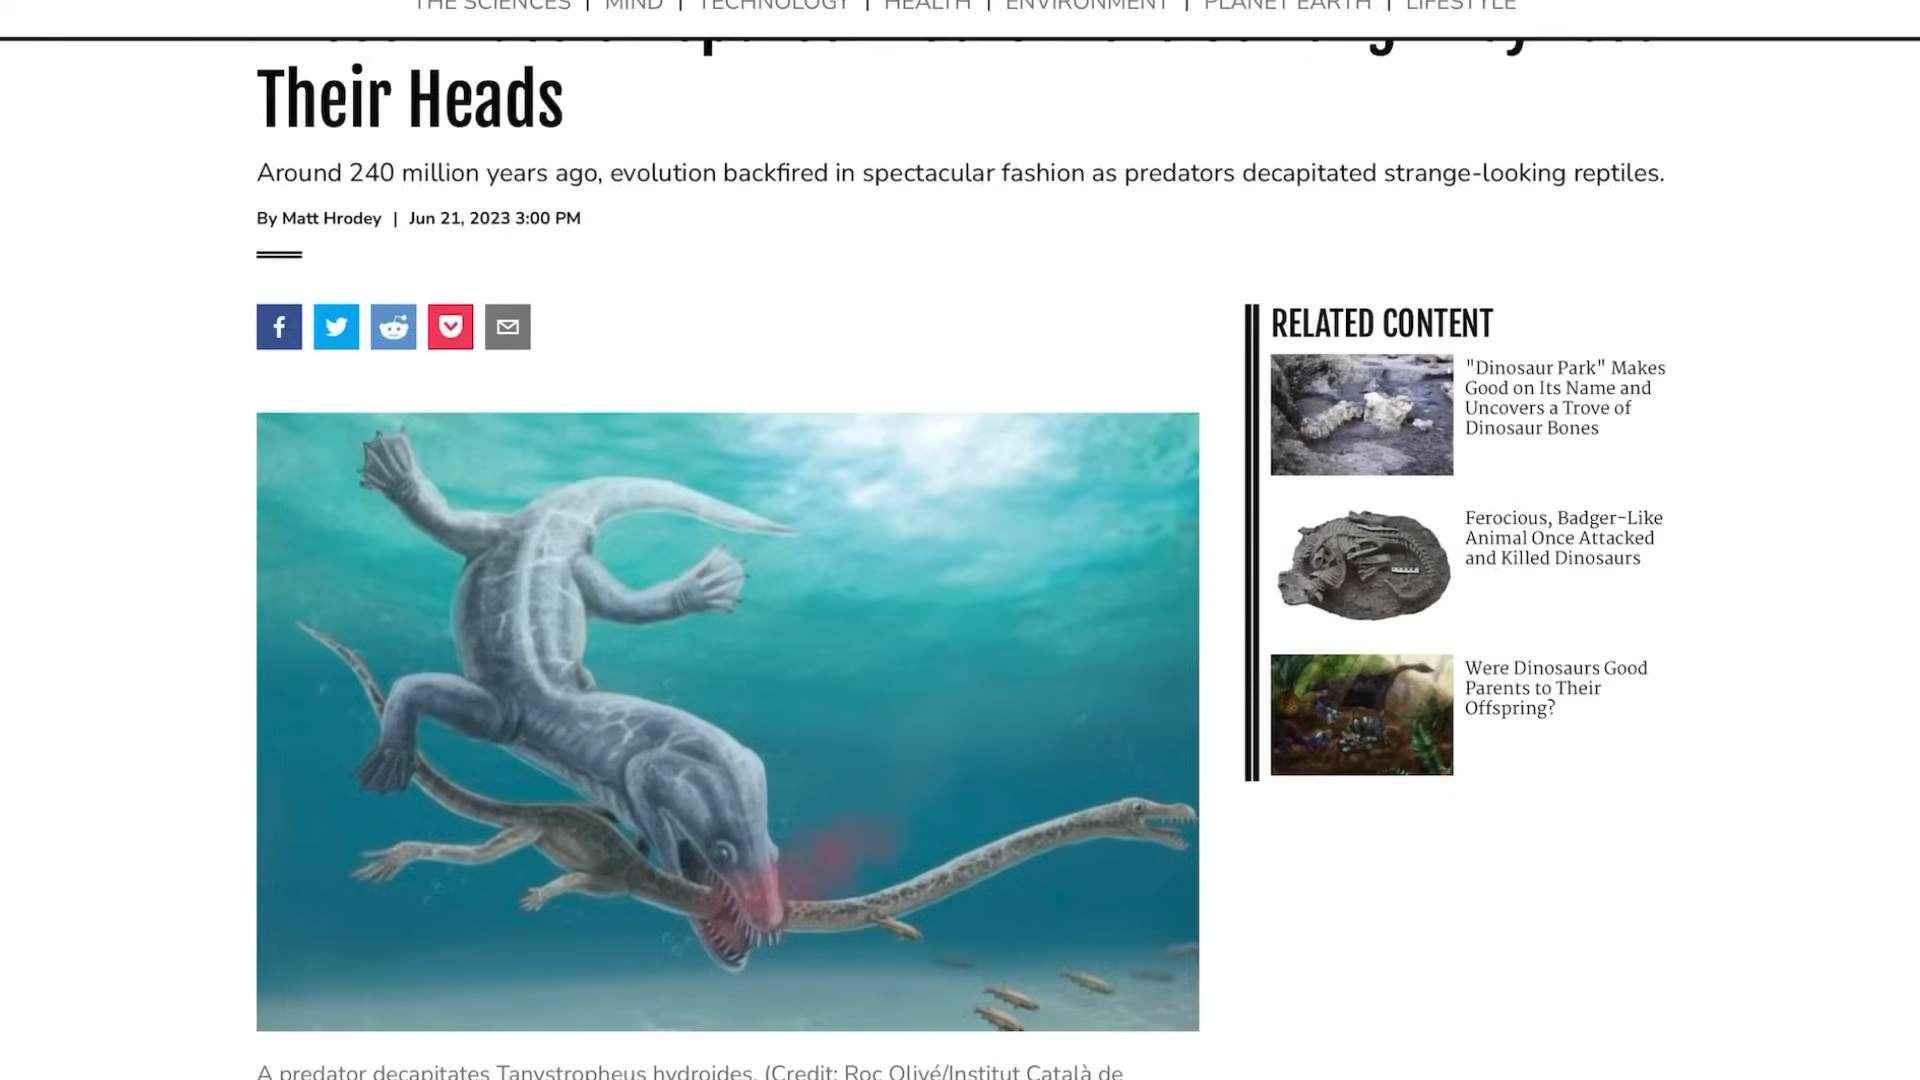 THE SCIENCES | MIND | TECHNOLOGY | HEALTH | ENVIRONMENT | PLANET EARTH | LIFESTYLE
Their Heads
Around 240 million years ago, evolution backfired in spectacular fashion as predators decapitated strange-looking reptiles.
By Matt Hrodey | Jun 21, 2023 3:00 PM
RELATED CONTENT
"Dinosaur Park" Makes
Good on Its Name and
Uncovers a Trove of
Dinosaur Bones
Ferocious, Badger-Like
Animal Once Attacked
and Killed Dinosaurs
Were Dinosaurs Good
Parents to Their
Offspring?
A predator decapitates Tanystropheus hydroides. (Credit: Roc Olivé/Institut Català de